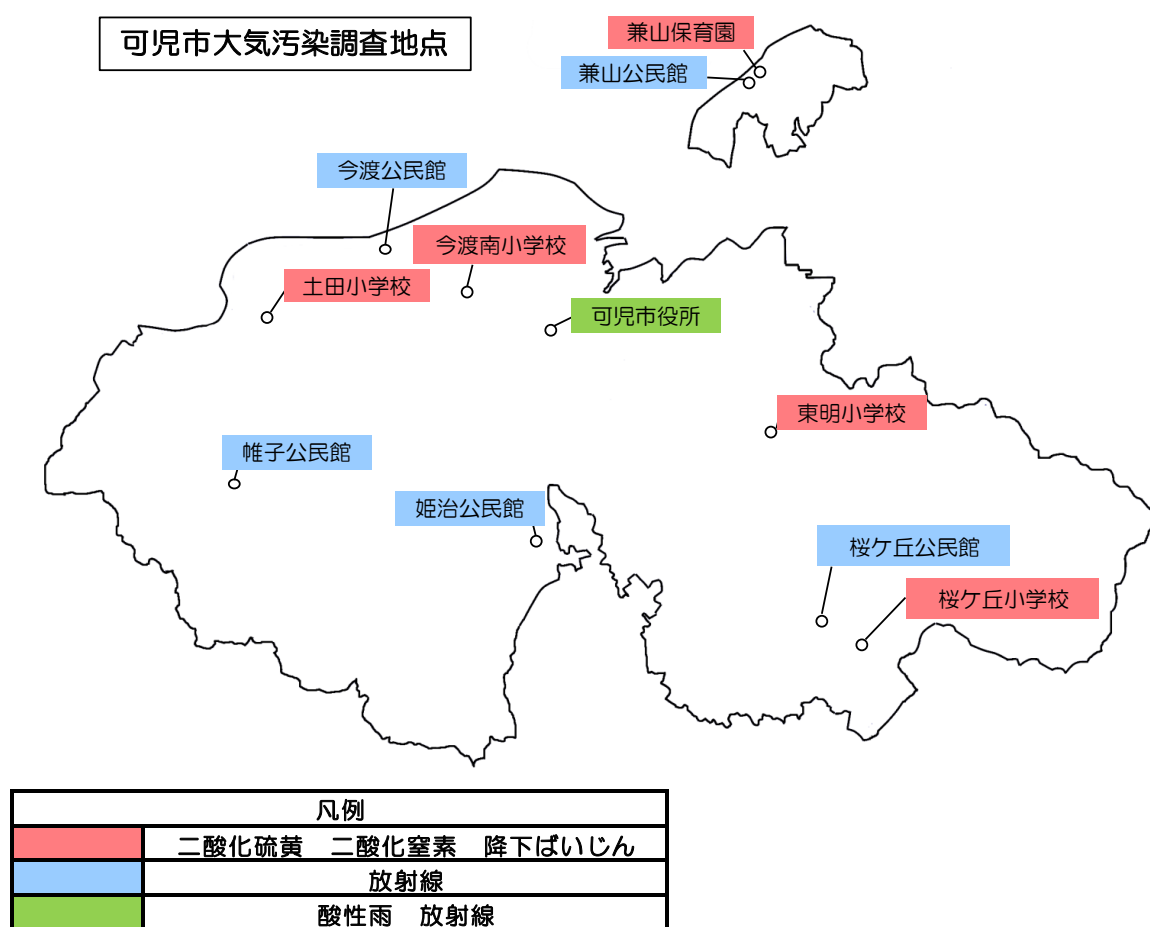 可児市大気汚染調査地点
兼山保育園
兼山公民館
今渡公民館
今渡南小学校
土田小学校
可児市役所
東明小学校
帷子公民館
姫治公民館
桜ケ丘公民館
桜ケ丘小学校
凡例
二酸化硫黄　二酸化窒素　降下ばいじん
放射線
酸性雨　放射線